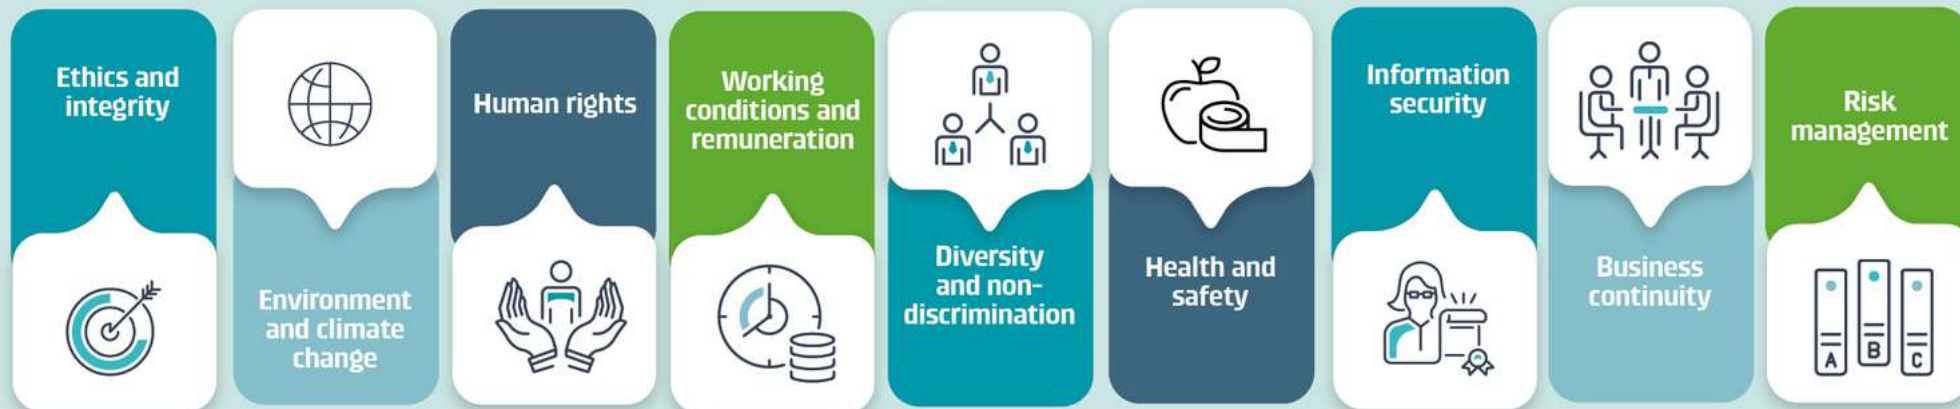 Ethics and
integrity
Environment
and climate
change
Human rights
Working
conditions and
remuneration
Diversity
and non-
discrimination
Health and
safety
Information
security
Business
continuity
Risk
management
A
B
C